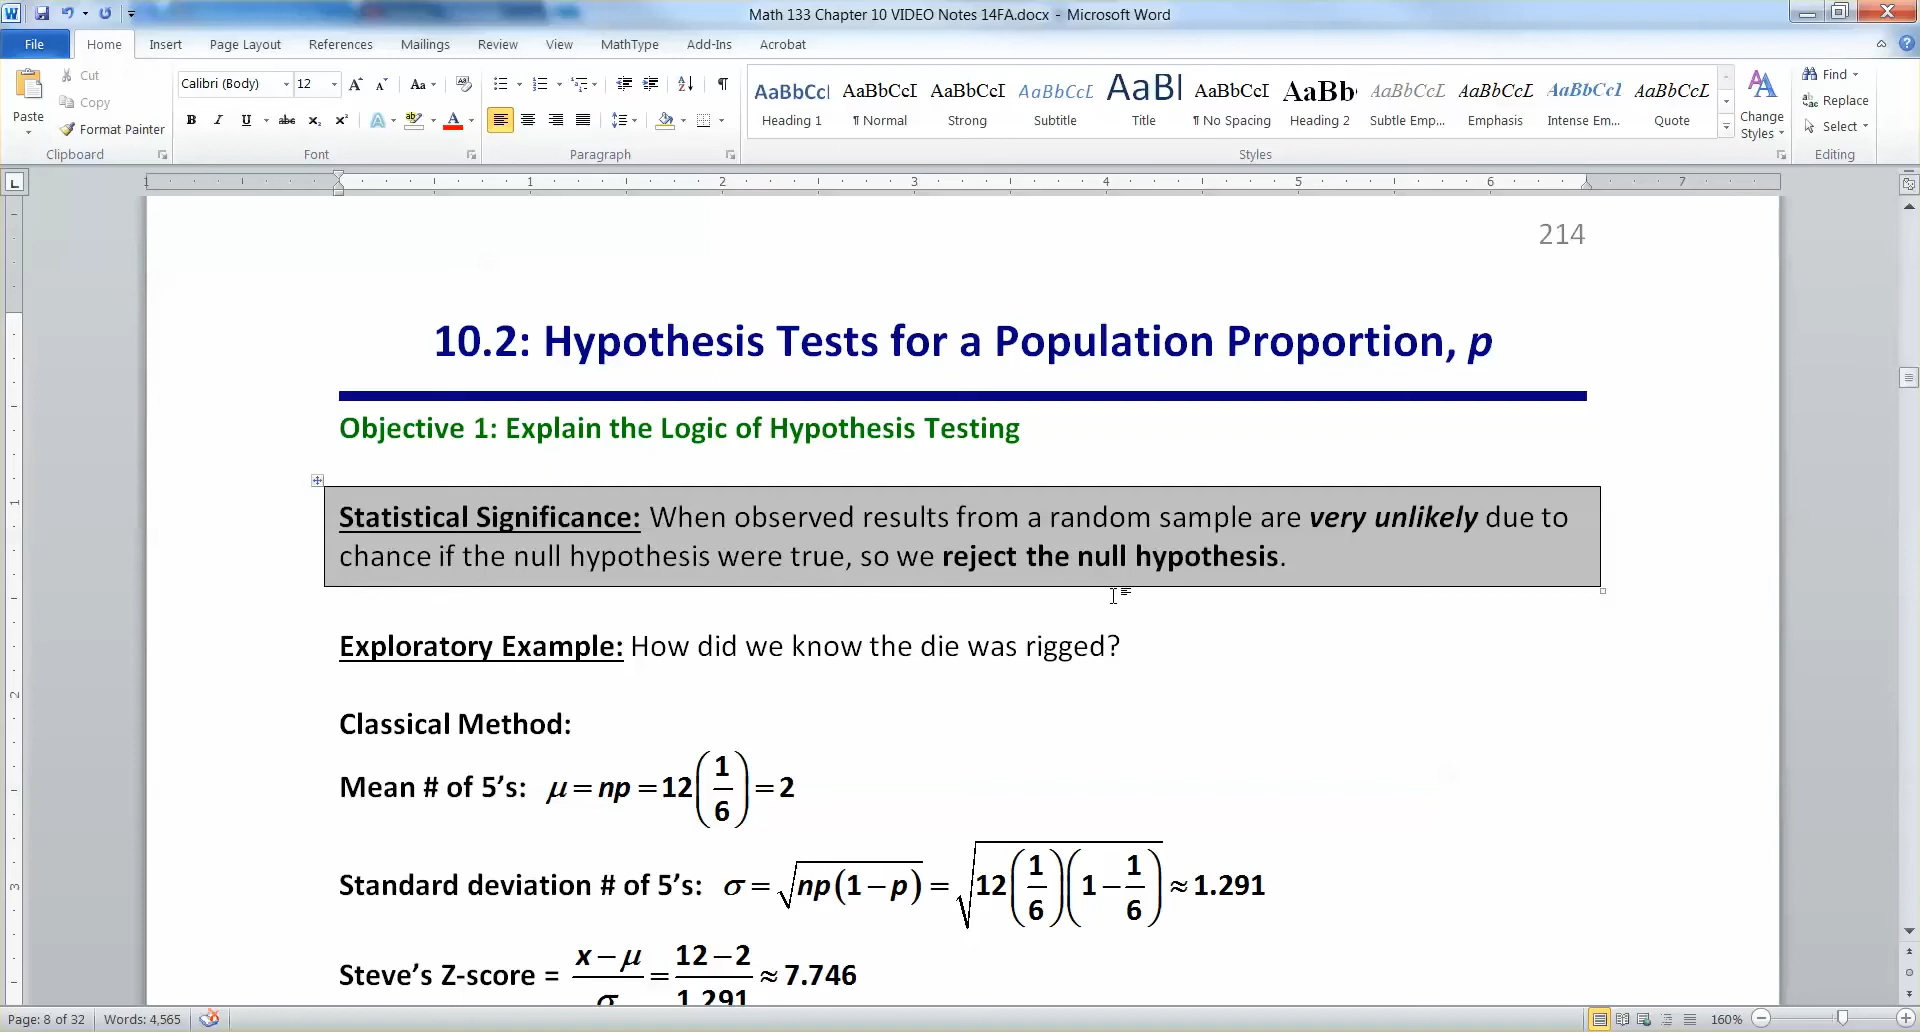 Math 133 Chapter 10 VIDEO Notes 14FA.docx - Microsoft Word
File Home Insert Page Layout References Mailings Review View MathType Add-Ins Acrobat
Paste
Cut
Copy
Format Painter
Clipboard
Calibri (Body) 12
Font
Paragraph
AaBbCcI AaBbCcI AaBbCcI AaBbCcL AaBl AaBbCcI AaBb AaBbCcL AaBbCcL AaBbCcI AaBbCcL
Heading 1 ¶ Normal Strong Subtitle Title ¶ No Spacing Heading 2 Subtle Emp... Emphasis Intense Em... Quote
Change Styles
Styles
Find
Replace
Select
Editing
1 1 2 3 4 5 6 7
214
10.2: Hypothesis Tests for a Population Proportion, p
Objective 1: Explain the Logic of Hypothesis Testing
Statistical Significance: When observed results from a random sample are very unlikely due to
chance if the null hypothesis were true, so we reject the null hypothesis.
Exploratory Example: How did we know the die was rigged?
Classical Method:
Mean # of 5's: μ = np = 12(1/6) = 2
Standard deviation # of 5's: σ = √(np(1−p)) = √(12(1/6)(1−1/6)) ≈ 1.291
Steve's Z-score = (x−μ)/σ = (12−2)/1.291 ≈ 7.746
Page: 8 of 32 Words: 4,565 160%